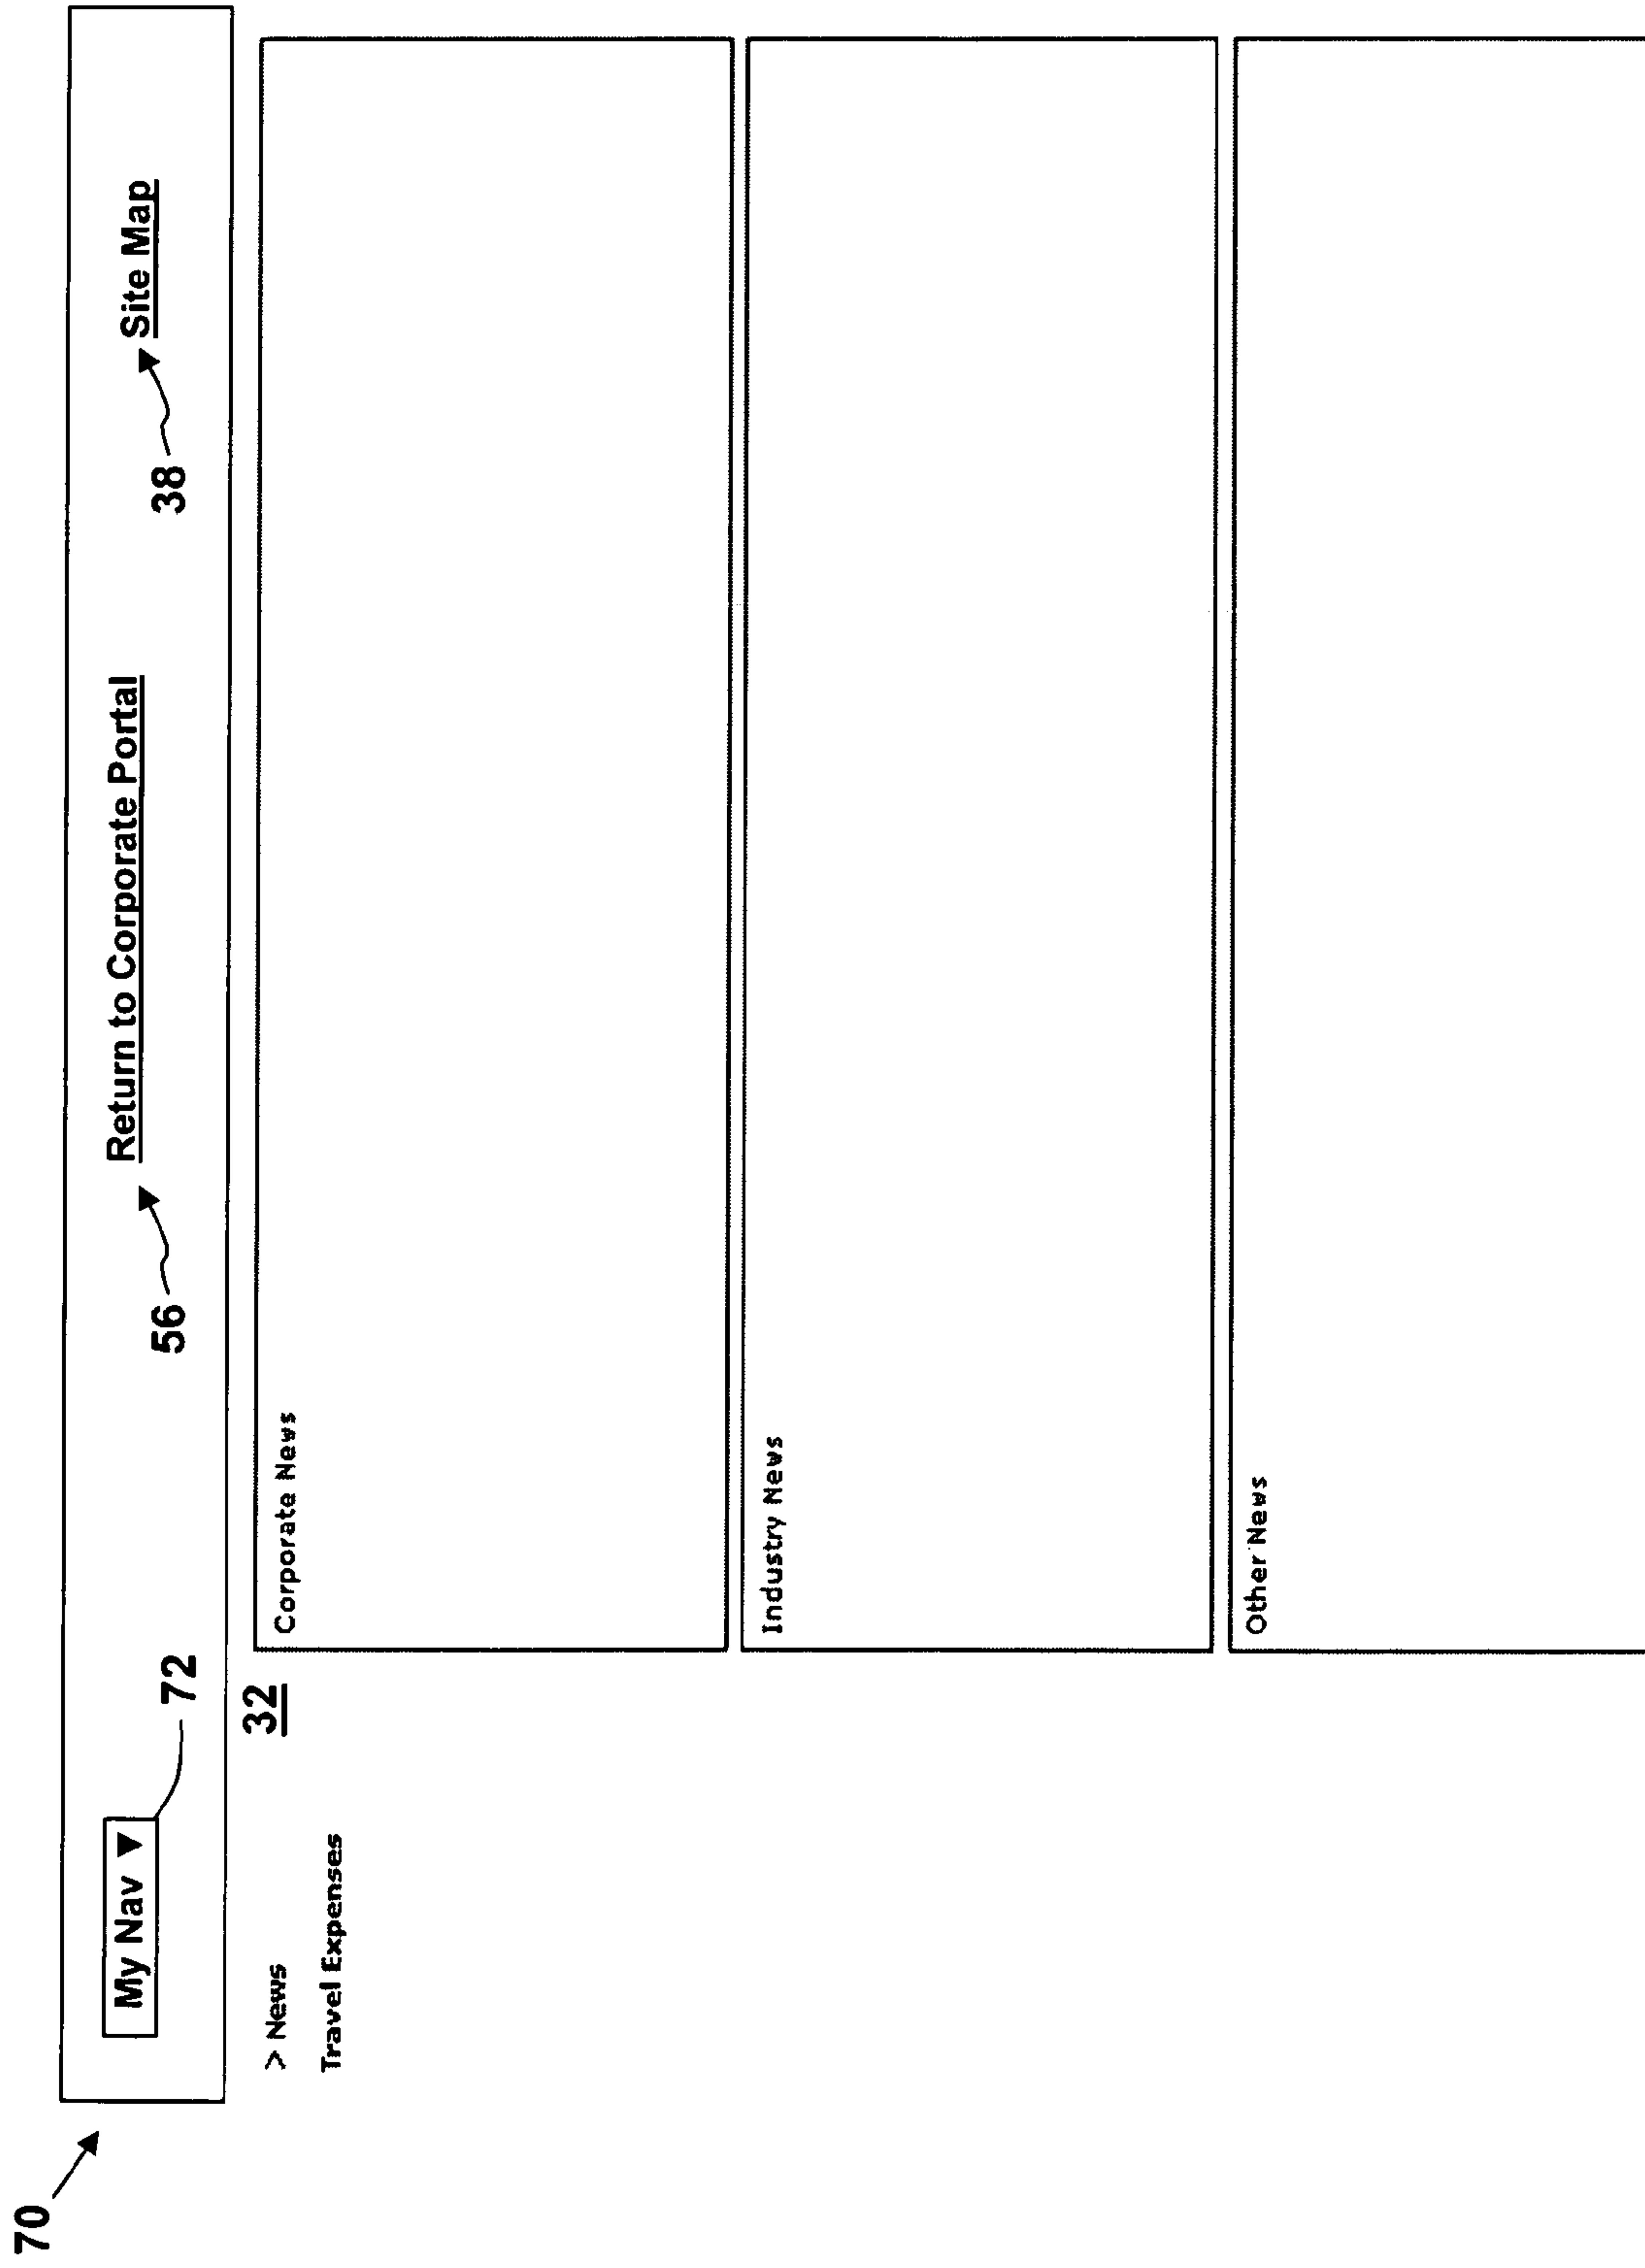 70
My Nav ▼
72
56
Return to Corporate Portal
38
Site Map
32
> News
Travel Expenses
Corporate News
Industry News
Other News